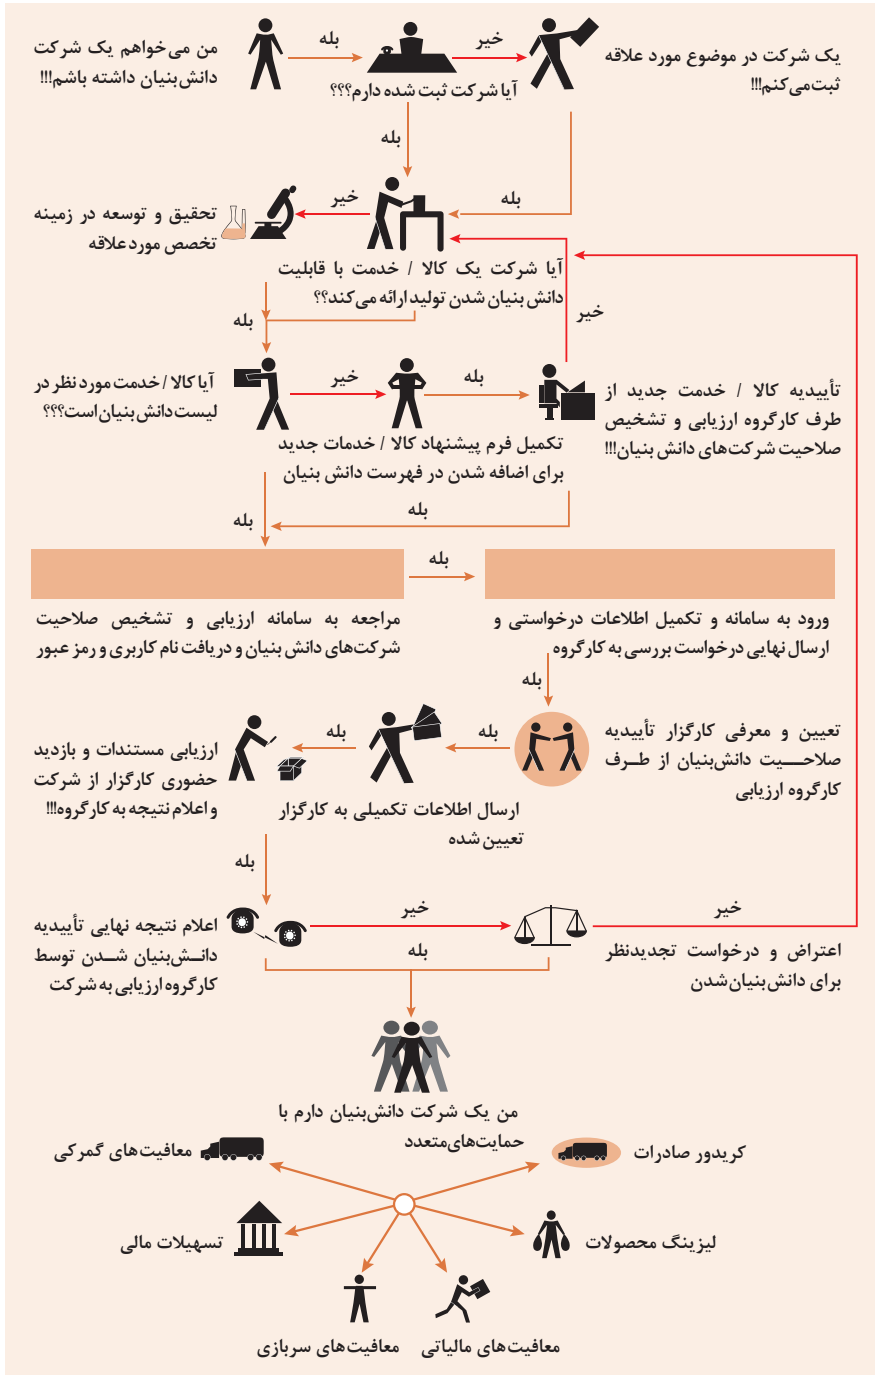 من می‌خواهم یک شرکت
دانش‌بنیان داشته باشم!!!
بله
آیا شرکت ثبت شده دارم؟؟؟
خیر
یک شرکت در موضوع مورد علاقه
ثبت‌می‌کنم!!!
بله
بله
خیر
تحقیق و توسعه در زمینه
تخصص مورد علاقه
آیا شرکت یک کالا / خدمت با قابلیت
دانش‌بنیان شدن تولید ارائه می‌کند؟؟
خیر
بله
آیا کالا / خدمت مورد نظر در
لیست دانش‌بنیان است؟؟؟
خیر
بله
تکمیل فرم پیشنهاد کالا / خدمات جدید
برای اضافه شدن در فهرست دانش بنیان
تأییدیه کالا / خدمت جدید از
طرف کارگروه ارزیابی و تشخیص
صلاحیت شرکت‌های دانش بنیان!!!
بله
بله
بله
مراجعه به سامانه ارزیابی و تشخیص صلاحیت
شرکت‌های دانش بنیان و دریافت نام کاربری و رمز عبور
ورود به سامانه و تکمیل اطلاعات درخواستی و
ارسال نهایی درخواست بررسی به کارگروه
بله
تعیین و معرفی کارگزار تأییدیه
صلاحـــیت دانش‌بنیان از طــرف
کارگروه ارزیابی
بله
ارسال اطلاعات تکمیلی به کارگزار
تعیین شده
بله
ارزیابی مستندات و بازدید
حضوری کارگزار از شرکت
و اعلام نتیجه به کارگروه!!!
بله
اعلام نتیجه نهایی تأییدیه
دانــش‌بنیان شــدن توسط
کارگروه ارزیابی به شرکت
خیر
بله
خیر
اعتراض و درخواست تجدیدنظر
برای دانش‌بنیان‌شدن
من یک شرکت دانش‌بنیان دارم با
حمایت‌های‌متعدد
کریدور صادرات
معافیت‌های گمرکی
لیزینگ محصولات
تسهیلات مالی
معافیت‌های مالیاتی
معافیت‌های سربازی